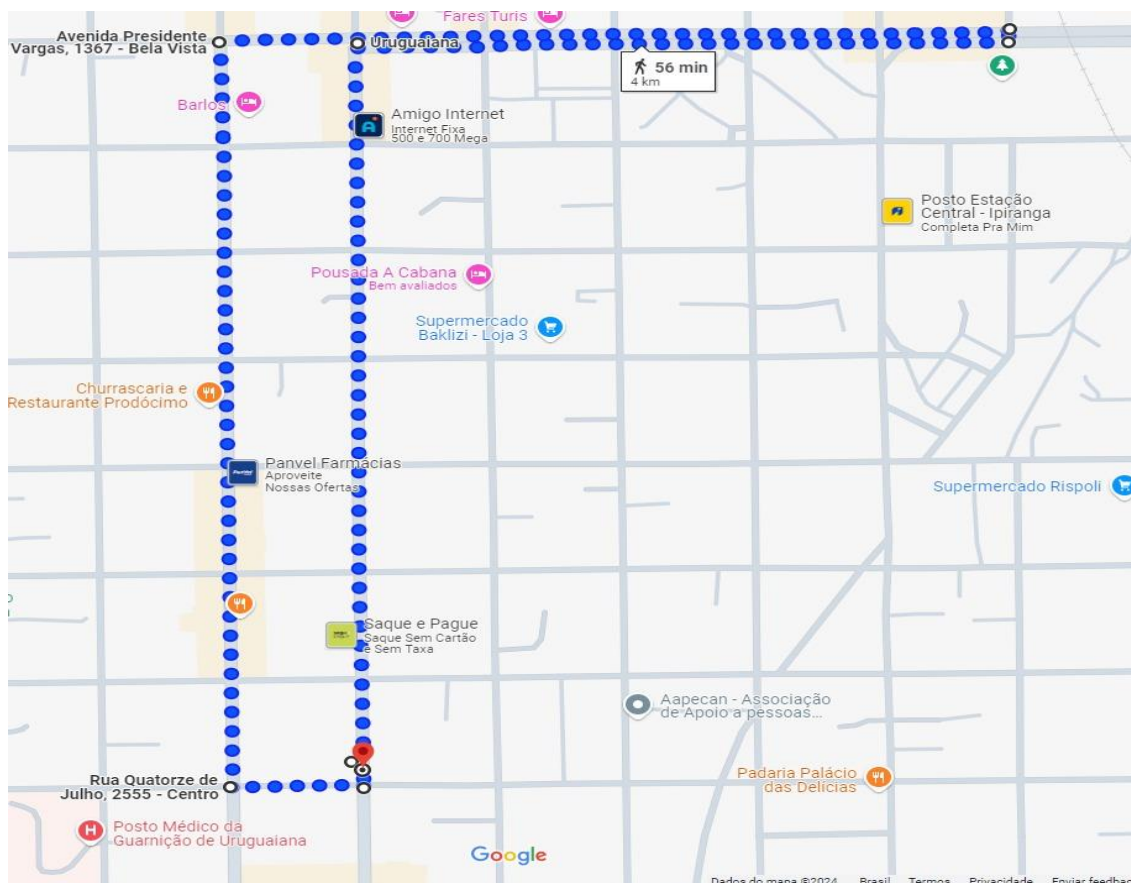 Fares Turis
Avenida Presidente
Vargas, 1367 - Bela Vista
Uruguaiana
56 min
4 km
Barlos
Amigo Internet
Internet Fixa
500 e 700 Mega
Posto Estação
Central - Ipiranga
Completa Pra Mim
Pousada A Cabana
Bem avaliados
Supermercado
Baklizi - Loja 3
Churrascaria e
Restaurante Prodócimo
Panvel Farmácias
Aproveite
Nossas Ofertas
Supermercado Rispoli
Saque e Pague
Saque Sem Cartão
e Sem Taxa
Aapecan - Associação
de Apoio a pessoas...
Rua Quatorze de
Julho, 2555 - Centro
Padaria Palácio
das Delícias
H
Posto Médico da
Guarnição de Uruguaiana
Google
Dados do mapa ©2024 Brasil Termos Privacidade Enviar feedbac